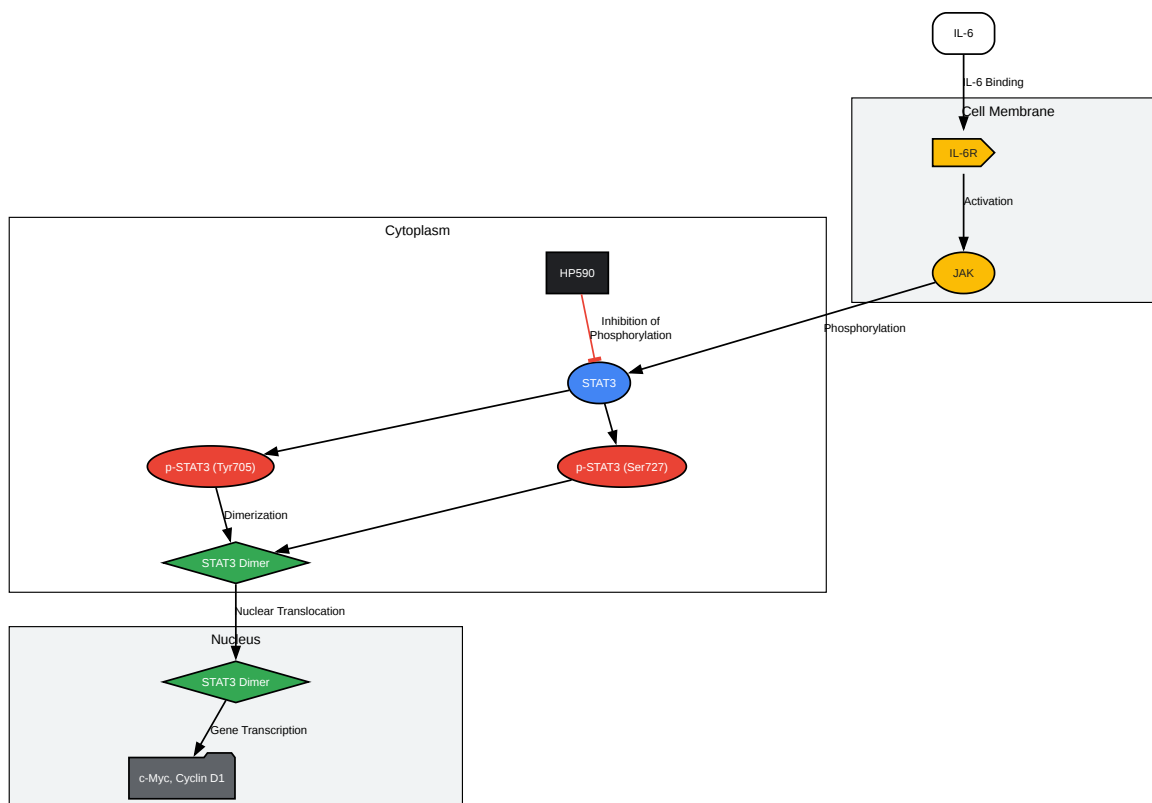 IL-6
IL-6 Binding
Cell Membrane
IL-6R
Activation
Cytoplasm
HP590
JAK
Inhibition of
Phosphorylation
Phosphorylation
STAT3
p-STAT3 (Tyr705)
p-STAT3 (Ser727)
Dimerization
STAT3 Dimer
Nuclear Translocation
Nucleus
STAT3 Dimer
Gene Transcription
c-Myc, Cyclin D1